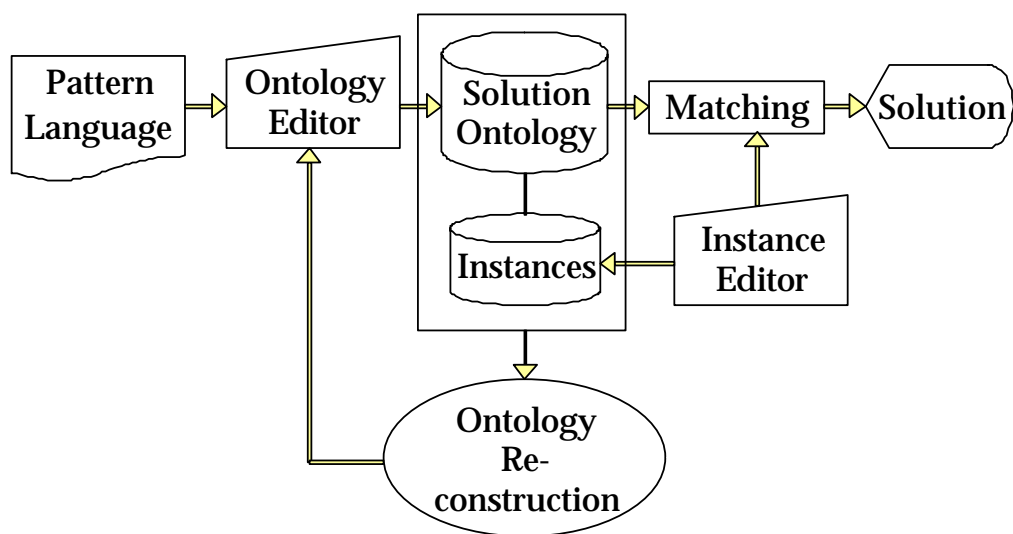 Pattern
Language
Ontology
Editor
Solution
Ontology
Matching
Solution
Instances
Instance
Editor
Ontology
Re-
construction